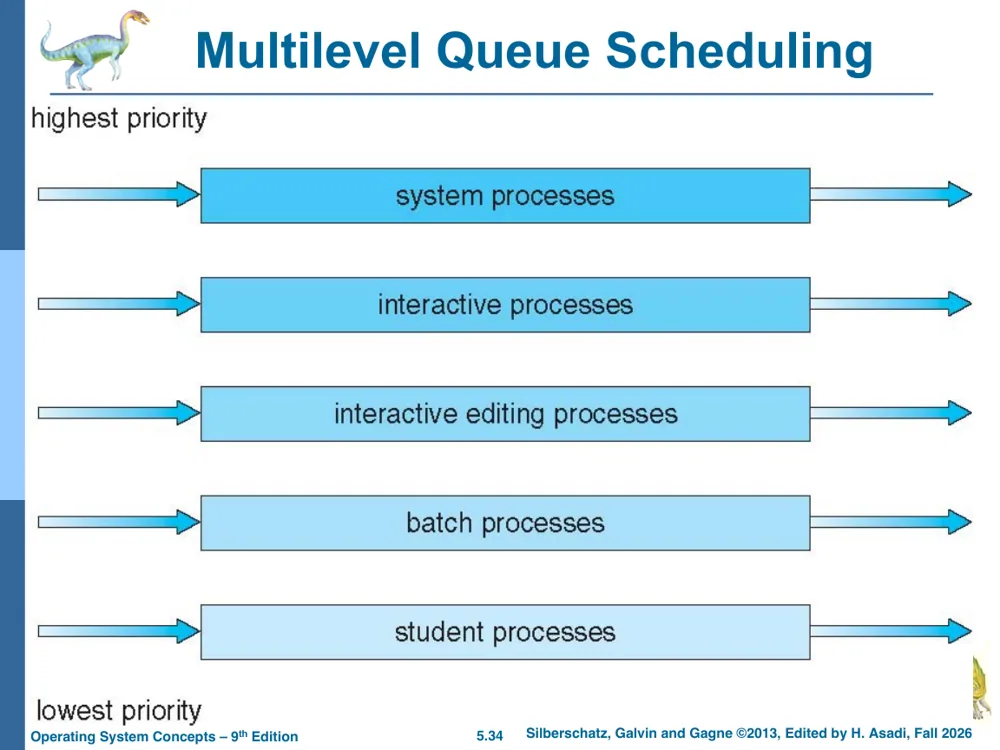 Multilevel Queue Scheduling
highest priority
system processes
interactive processes
interactive editing processes
batch processes
student processes
lowest priority
Operating System Concepts – 9th Edition
5.34
Silberschatz, Galvin and Gagne ©2013, Edited by H. Asadi, Fall 2026